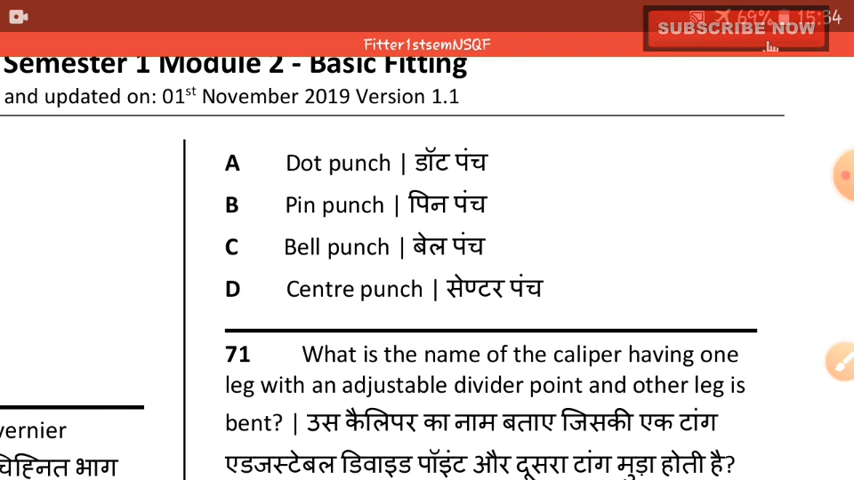 69% 15:34
SUBSCRIBE NOW
Fitter1stsemNSQF
Semester 1 Module 2 - Basic Fitting
and updated on: 01st November 2019 Version 1.1
A Dot punch | डॉट पंच
B Pin punch | पिन पंच
C Bell punch | बेल पंच
D Centre punch | सेण्टर पंच
71 What is the name of the caliper having one
leg with an adjustable divider point and other leg is
bent? | उस कैलिपर का नाम बताए जिसकी एक टांग
एडजस्टेबल डिवाइड पॉइंट और दूसरा टांग मुड़ा होती है?
vernier
चिह्नित भाग